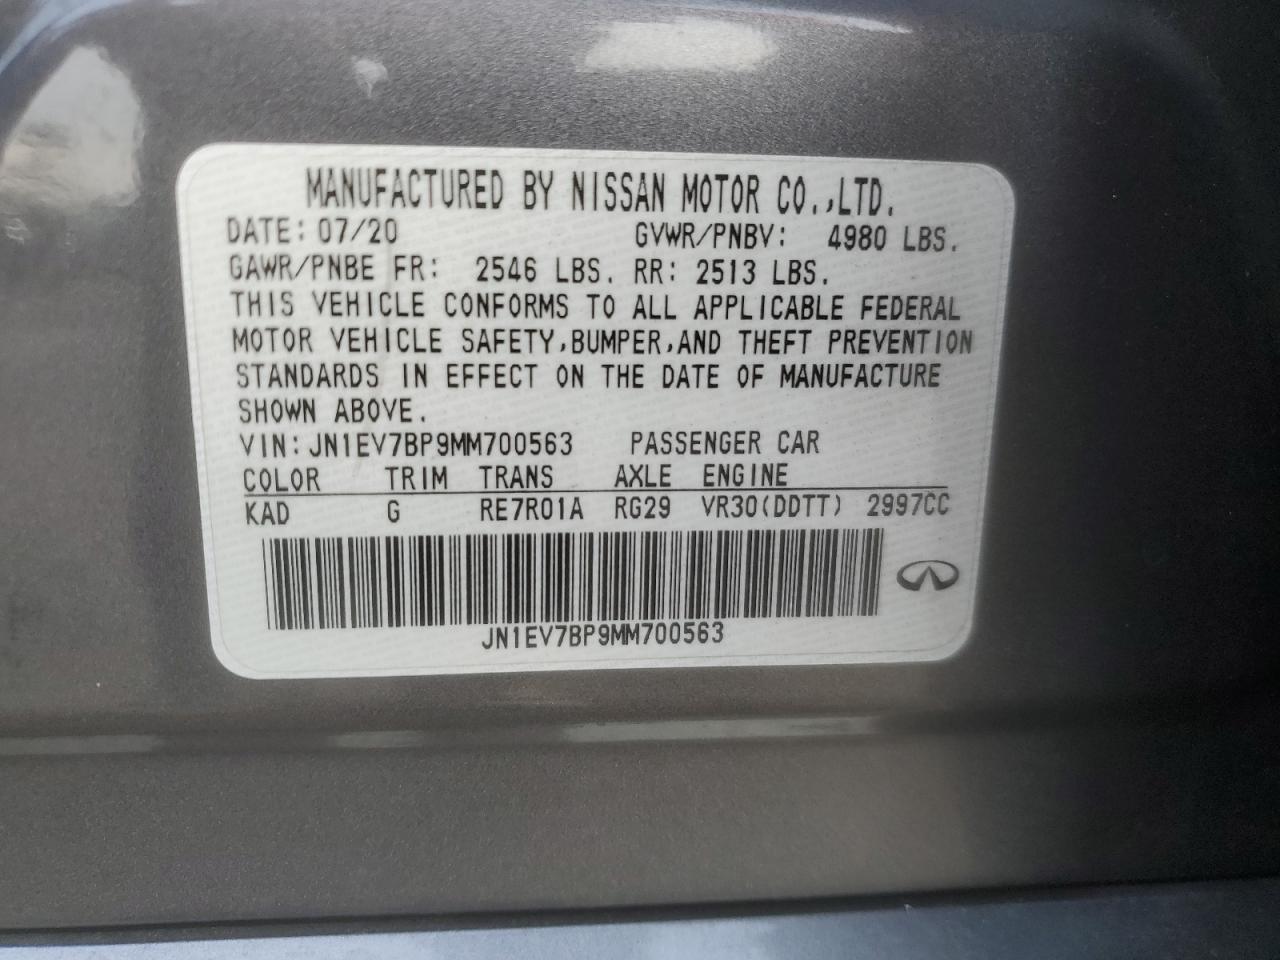 MANUFACTURED BY NISSAN MOTOR CO.,LTD.
DATE: 07/20 GVWR/PNBV: 4980 LBS.
GAWR/PNBE FR: 2546 LBS. RR: 2513 LBS.
THIS VEHICLE CONFORMS TO ALL APPLICABLE FEDERAL
MOTOR VEHICLE SAFETY,BUMPER,AND THEFT PREVENTION
STANDARDS IN EFFECT ON THE DATE OF MANUFACTURE
SHOWN ABOVE.
VIN: JN1EV7BP9MM700563 PASSENGER CAR
COLOR TRIM TRANS AXLE ENGINE
KAD G RE7R01A RG29 VR30(DDTT) 2997CC
JN1EV7BP9MM700563